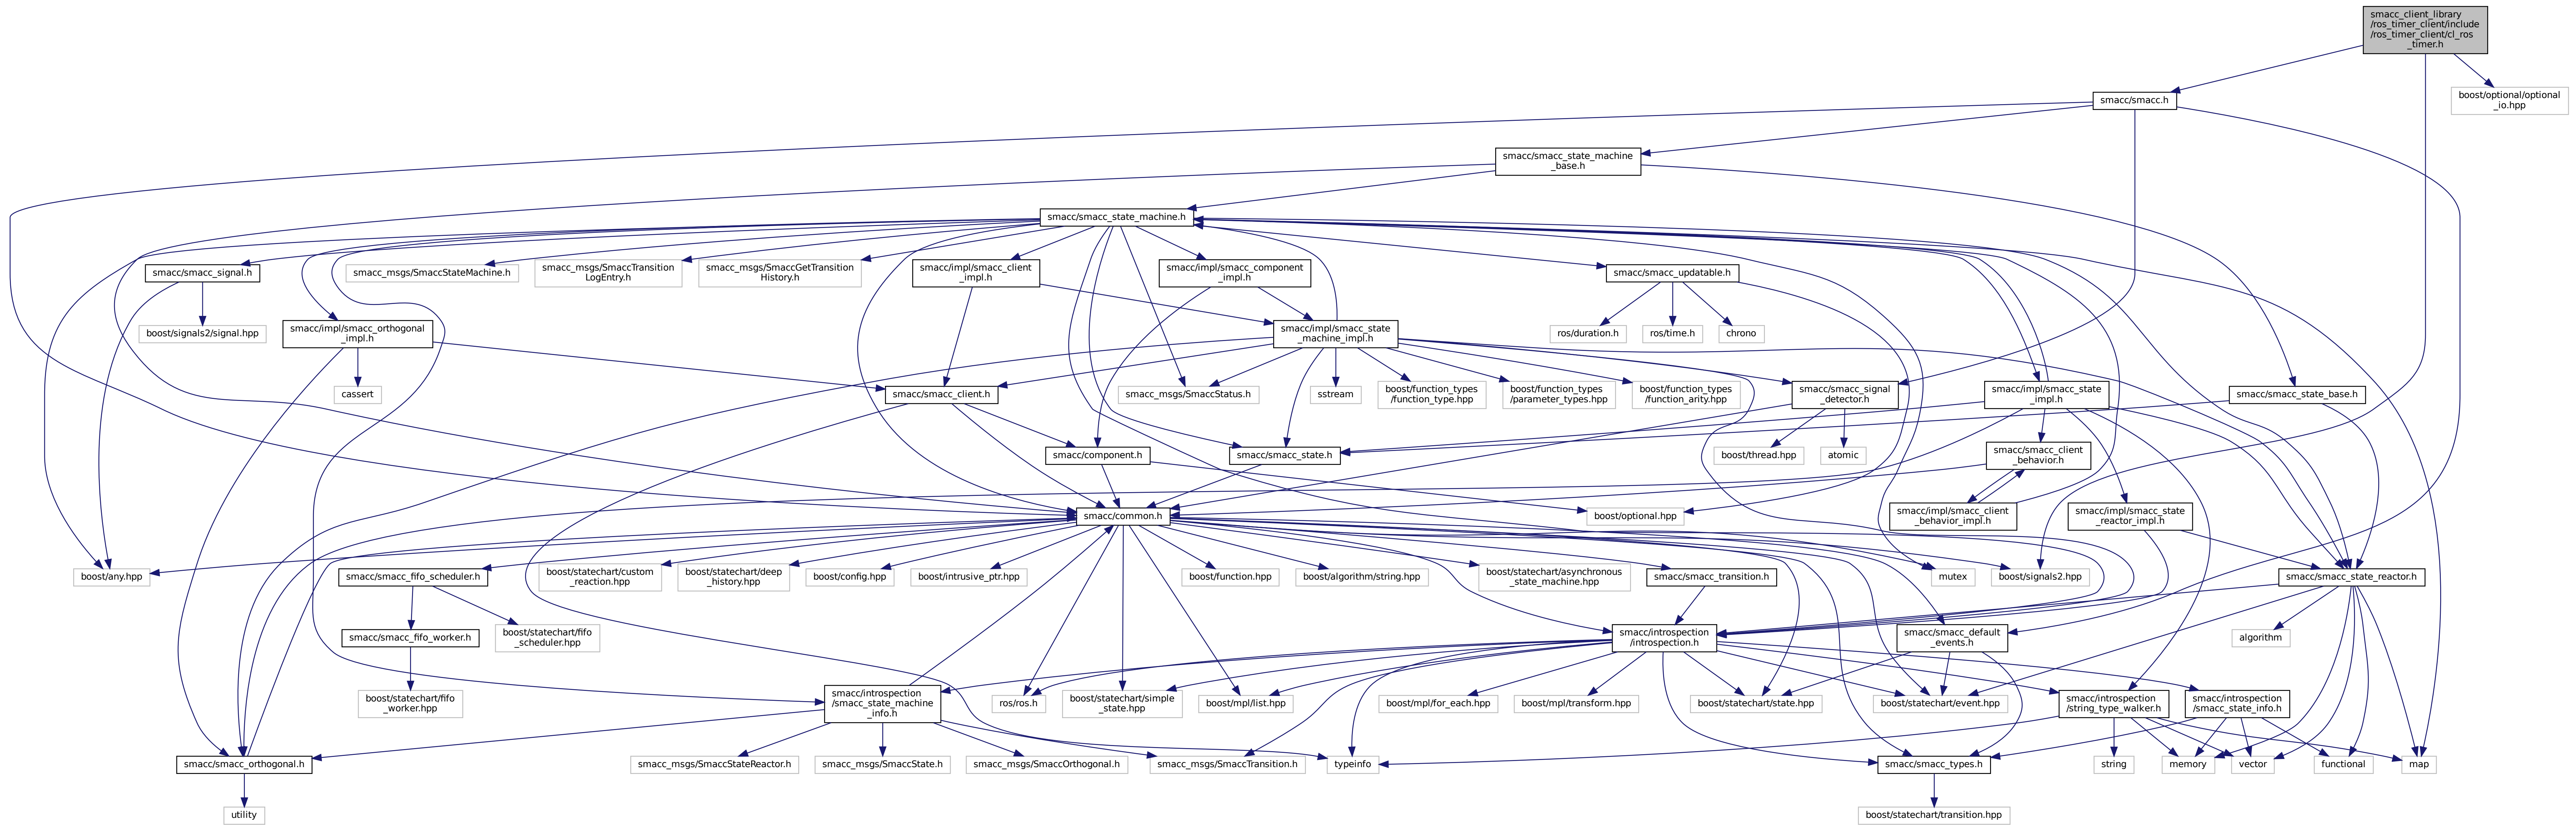 smacc_client_library
/ros_timer_client/include
/ros_timer_client/cl_ros
_timer.h
smacc/smacc.h
boost/optional/optional
_io.hpp
smacc/smacc_state_machine
_base.h
smacc/smacc_state_machine.h
smacc/smacc_signal.h
smacc_msgs/SmaccStateMachine.h
smacc_msgs/SmaccTransition
LogEntry.h
smacc_msgs/SmaccGetTransition
History.h
smacc/impl/smacc_client
_impl.h
smacc/impl/smacc_component
_impl.h
smacc/smacc_updatable.h
boost/signals2/signal.hpp
smacc/impl/smacc_orthogonal
_impl.h
smacc/impl/smacc_state
_machine_impl.h
ros/duration.h
ros/time.h
chrono
cassert
smacc/smacc_client.h
smacc_msgs/SmaccStatus.h
sstream
boost/function_types
/function_type.hpp
boost/function_types
/parameter_types.hpp
boost/function_types
/function_arity.hpp
smacc/smacc_signal
_detector.h
smacc/impl/smacc_state
_impl.h
smacc/smacc_state_base.h
smacc/component.h
smacc/smacc_state.h
boost/thread.hpp
atomic
smacc/smacc_client
_behavior.h
smacc/common.h
boost/optional.hpp
smacc/impl/smacc_client
_behavior_impl.h
smacc/impl/smacc_state
_reactor_impl.h
boost/any.hpp
smacc/smacc_fifo_scheduler.h
boost/statechart/custom
_reaction.hpp
boost/statechart/deep
_history.hpp
boost/config.hpp
boost/intrusive_ptr.hpp
boost/function.hpp
boost/algorithm/string.hpp
boost/statechart/asynchronous
_state_machine.hpp
smacc/smacc_transition.h
mutex
boost/signals2.hpp
smacc/smacc_state_reactor.h
smacc/smacc_fifo_worker.h
boost/statechart/fifo
_scheduler.hpp
smacc/introspection
/introspection.h
smacc/smacc_default
_events.h
algorithm
boost/statechart/fifo
_worker.hpp
smacc/introspection
/smacc_state_machine
_info.h
ros/ros.h
boost/statechart/simple
_state.hpp
boost/mpl/list.hpp
boost/mpl/for_each.hpp
boost/mpl/transform.hpp
boost/statechart/state.hpp
boost/statechart/event.hpp
smacc/introspection
/string_type_walker.h
smacc/introspection
/smacc_state_info.h
smacc/smacc_orthogonal.h
smacc_msgs/SmaccStateReactor.h
smacc_msgs/SmaccState.h
smacc_msgs/SmaccOrthogonal.h
smacc_msgs/SmaccTransition.h
typeinfo
smacc/smacc_types.h
string
memory
vector
functional
map
utility
boost/statechart/transition.hpp